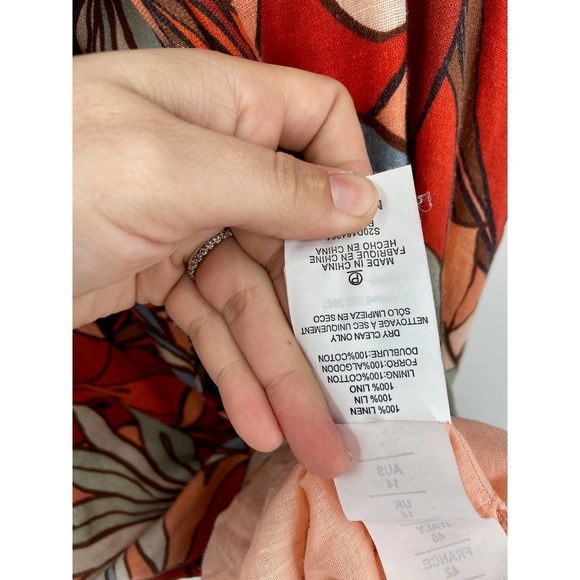 100% LINEN
100% LIN
100% LINO
LINING:100%COTTON
FORRO:100%ALGODON
DOUBLURE:100%COTON
DRY CLEAN ONLY
NETTOYAGE À SEC UNIQUEMENT
SÓLO LIMPIEZA EN SECO
P
MADE IN CHINA
FABRIQUE EN CHINA
HECHO EN CHINA
AUS
14
UK
14
ITALY
46
FRANCE
42